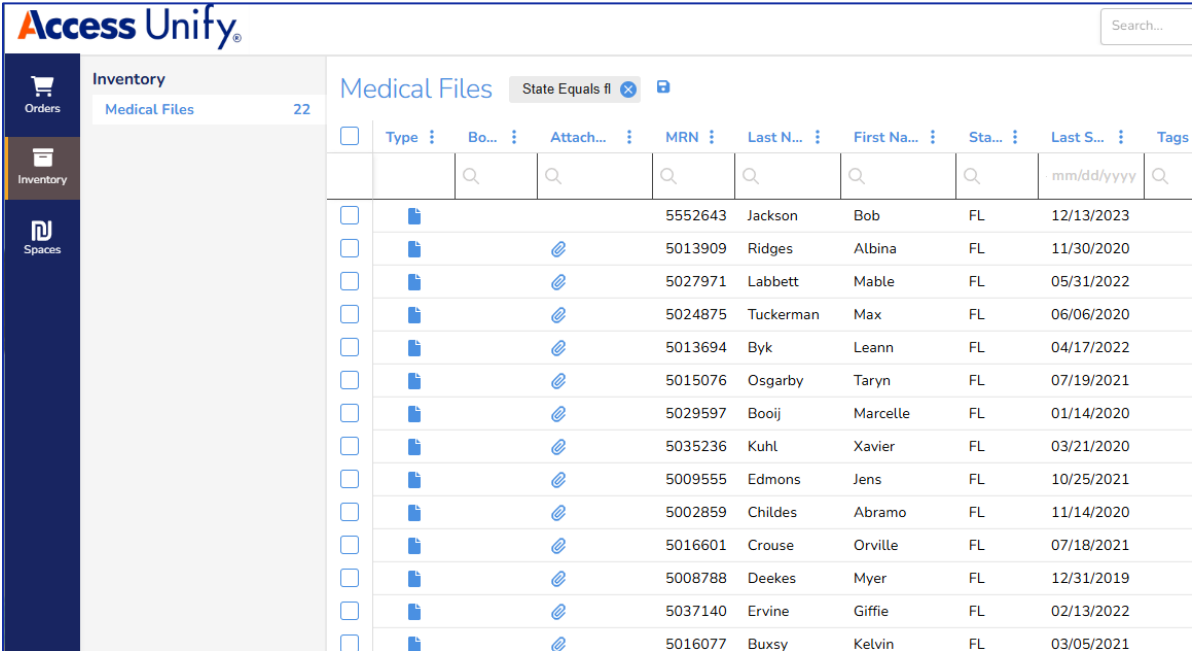 Access Unify®
Search...
Orders
Inventory
Spaces
Inventory
Medical Files 22
Medical Files State Equals fl
Type Bo... Attach... MRN Last N... First Na... Sta... Last S... Tags
mm/dd/yyyy
5552643 Jackson Bob FL 12/13/2023
5013909 Ridges Albina FL 11/30/2020
5027971 Labbett Mable FL 05/31/2022
5024875 Tuckerman Max FL 06/06/2020
5013694 Byk Leann FL 04/17/2022
5015076 Osgarby Taryn FL 07/19/2021
5029597 Booij Marcelle FL 01/14/2020
5035236 Kuhl Xavier FL 03/21/2020
5009555 Edmons Jens FL 10/25/2021
5002859 Childes Abramo FL 11/14/2020
5016601 Crouse Orville FL 07/18/2021
5008788 Deekes Myer FL 12/31/2019
5037140 Ervine Giffie FL 02/13/2022
5016077 Buxsy Kelvin FL 03/05/2021